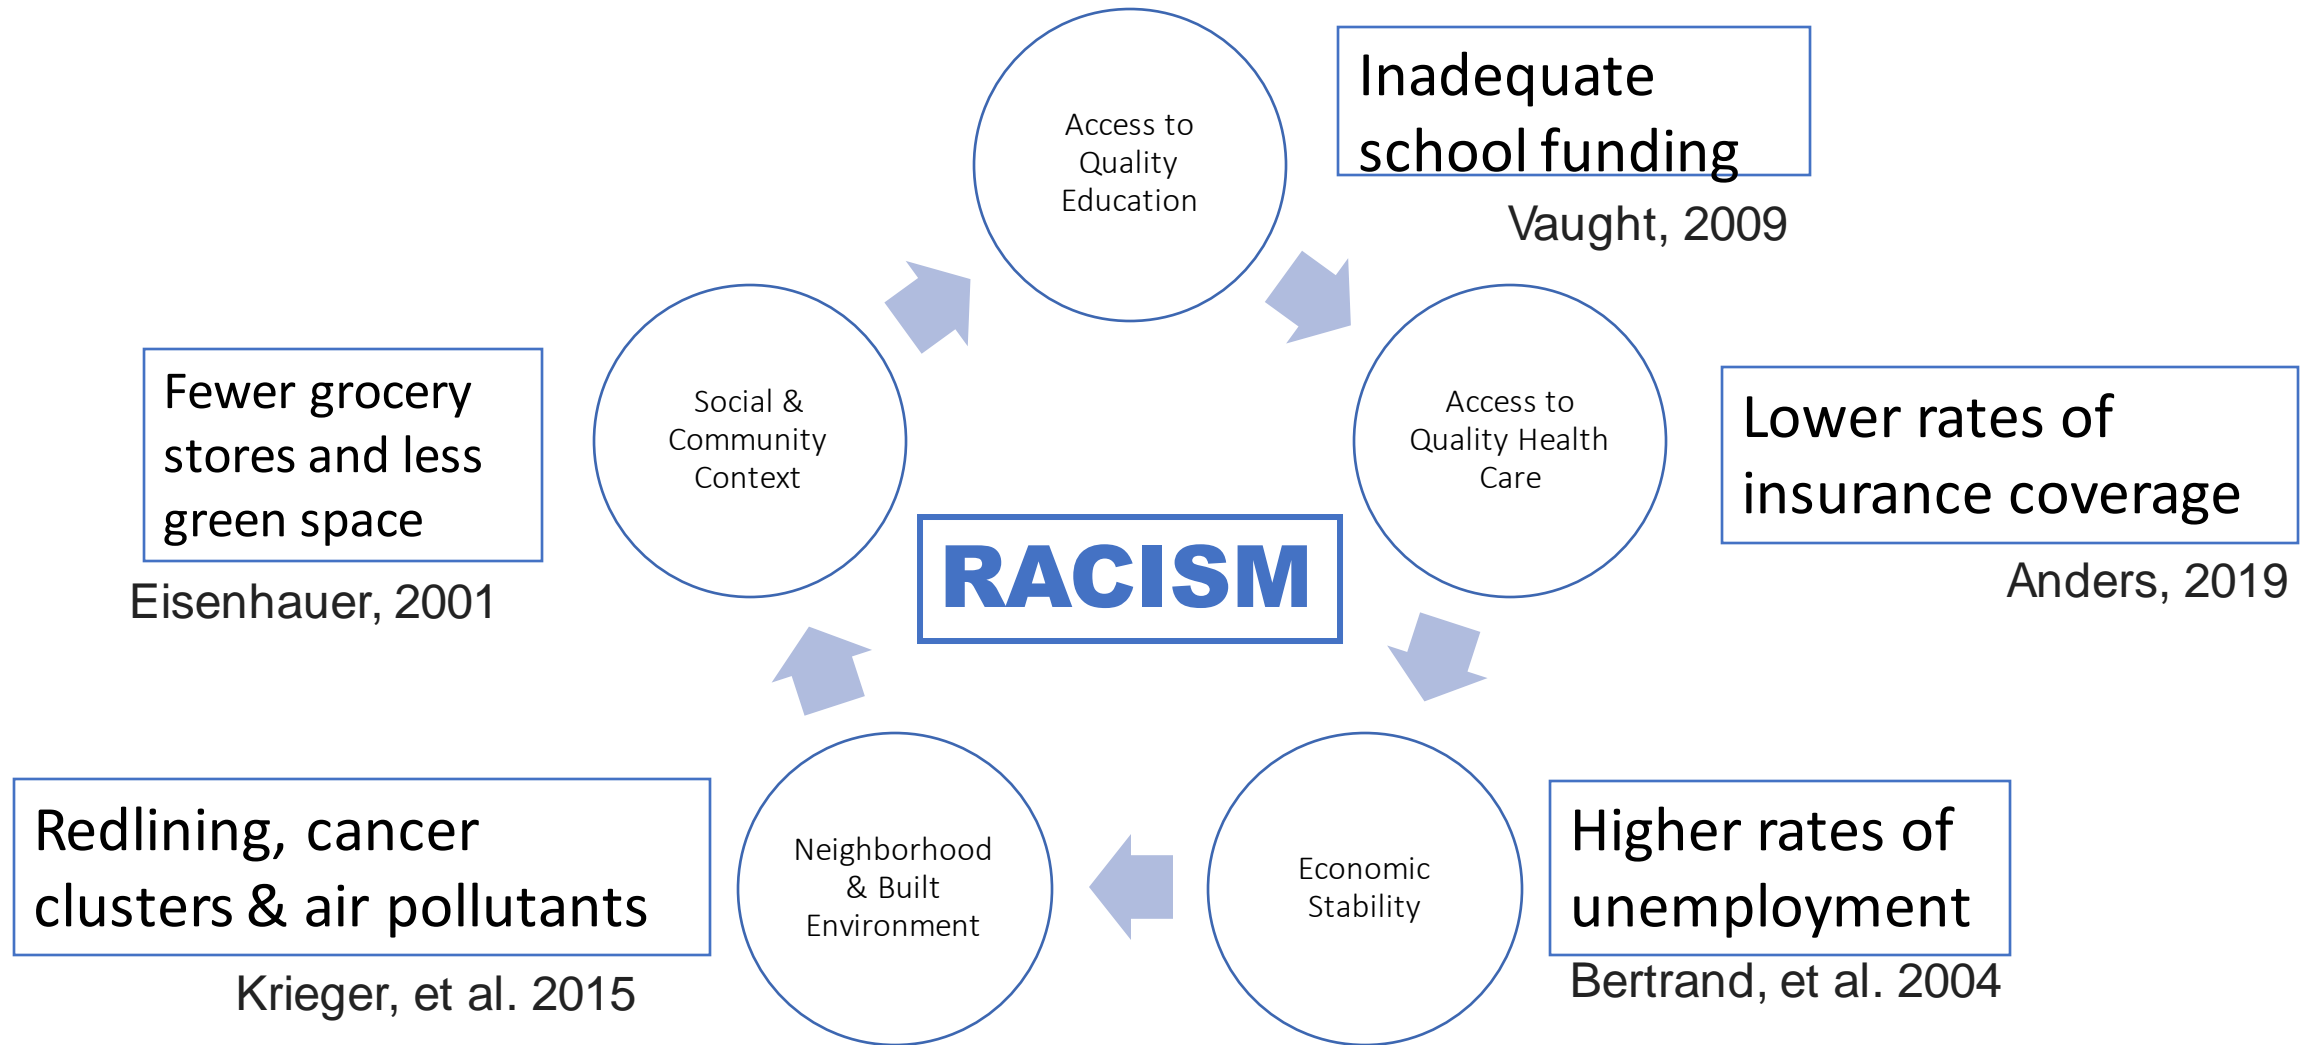 Access to
Quality
Education
Inadequate
school funding
Vaught, 2009
Access to
Quality Health
Care
Lower rates of
insurance coverage
Anders, 2019
Economic
Stability
Higher rates of
unemployment
Bertrand, et al. 2004
Neighborhood
& Built
Environment
Redlining, cancer
clusters & air pollutants
Krieger, et al. 2015
Social &
Community
Context
Fewer grocery
stores and less
green space
Eisenhauer, 2001
RACISM